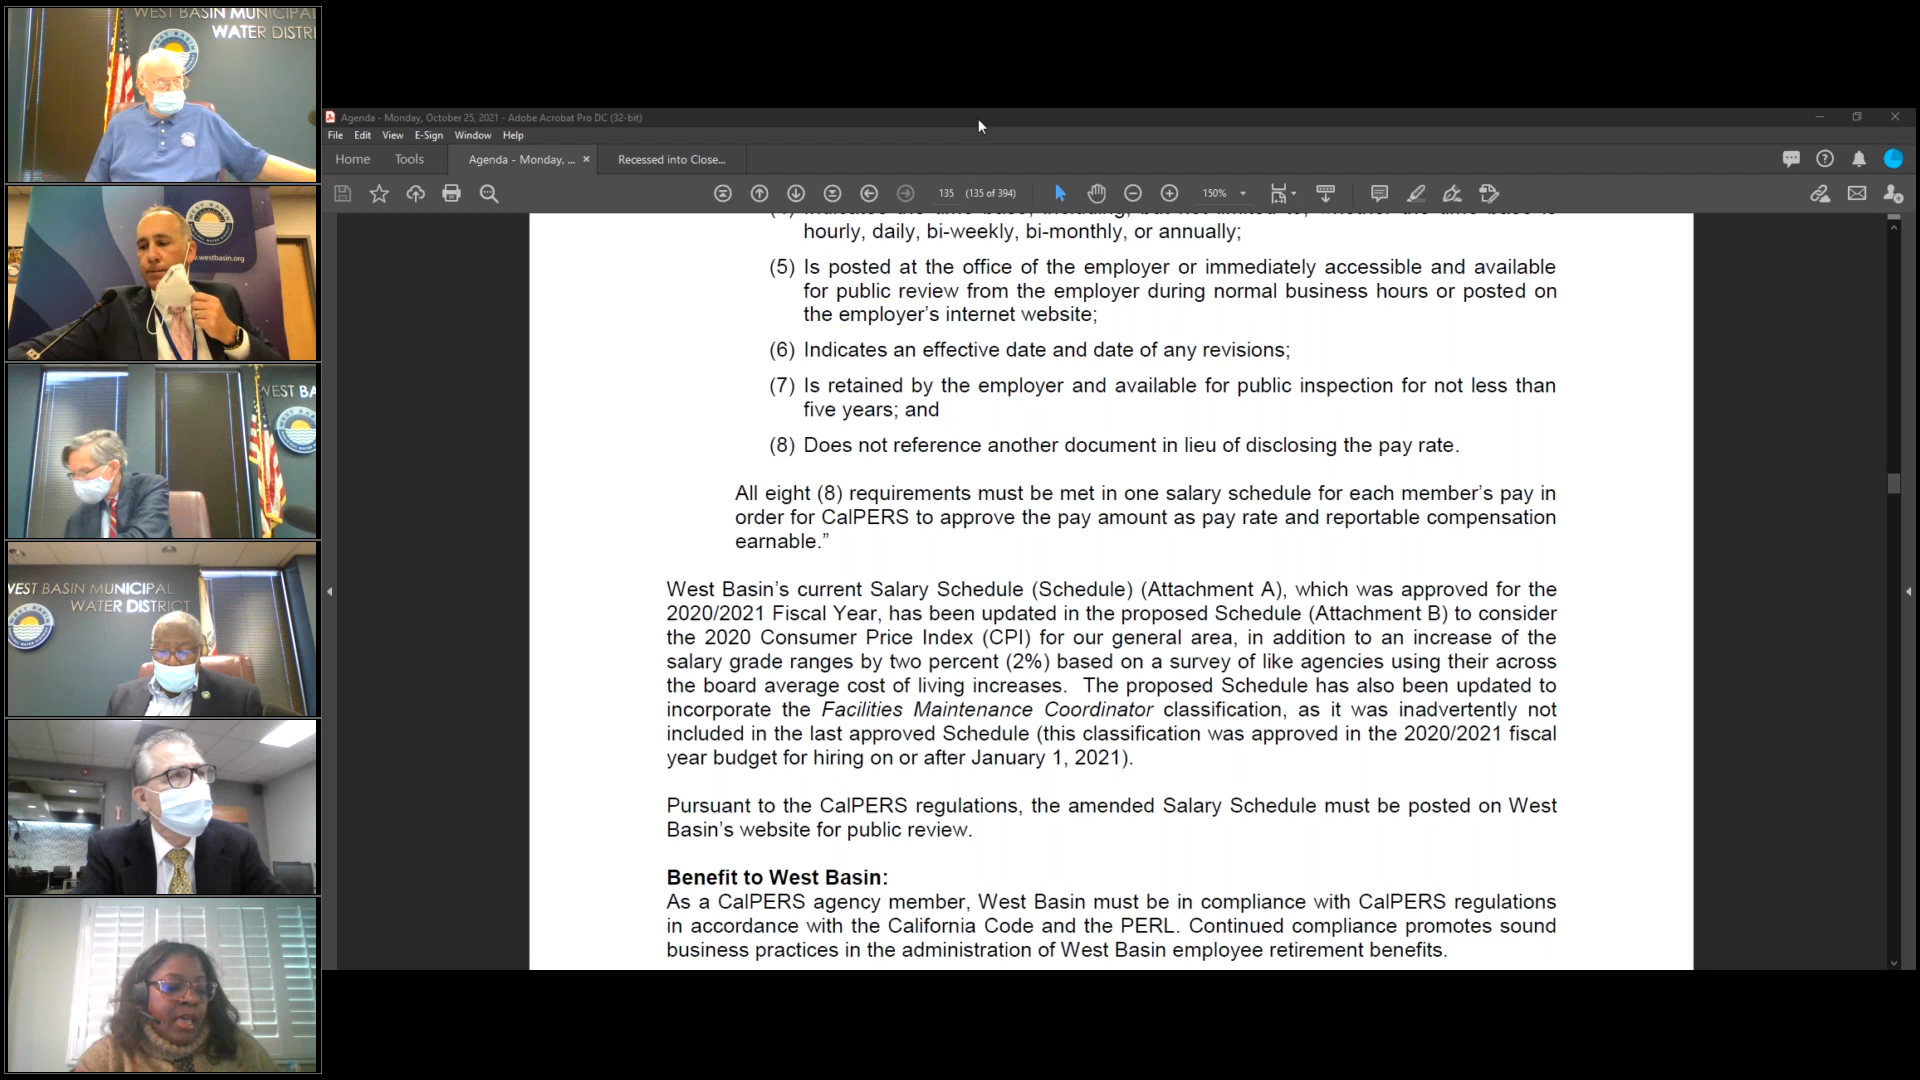 WEST BASIN MUNICIPAL
WATER DISTRI
WEST BASIN
www.westbasin.org
WEST BAS
WEST BASIN MUNICIPAL
WATER DISTRICT
Agenda - Monday, October 25, 2021 - Adobe Acrobat Pro DC (32-bit)
File Edit View E-Sign Window Help
Home Tools Agenda - Monday, ... × Recessed into Close...
135 (135 of 394) 150%
hourly, daily, bi-weekly, bi-monthly, or annually;
(5) Is posted at the office of the employer or immediately accessible and available
for public review from the employer during normal business hours or posted on
the employer's internet website;
(6) Indicates an effective date and date of any revisions;
(7) Is retained by the employer and available for public inspection for not less than
five years; and
(8) Does not reference another document in lieu of disclosing the pay rate.
All eight (8) requirements must be met in one salary schedule for each member's pay in
order for CalPERS to approve the pay amount as pay rate and reportable compensation
earnable.”
West Basin's current Salary Schedule (Schedule) (Attachment A), which was approved for the
2020/2021 Fiscal Year, has been updated in the proposed Schedule (Attachment B) to consider
the 2020 Consumer Price Index (CPI) for our general area, in addition to an increase of the
salary grade ranges by two percent (2%) based on a survey of like agencies using their across
the board average cost of living increases. The proposed Schedule has also been updated to
incorporate the Facilities Maintenance Coordinator classification, as it was inadvertently not
included in the last approved Schedule (this classification was approved in the 2020/2021 fiscal
year budget for hiring on or after January 1, 2021).
Pursuant to the CalPERS regulations, the amended Salary Schedule must be posted on West
Basin's website for public review.
Benefit to West Basin:
As a CalPERS agency member, West Basin must be in compliance with CalPERS regulations
in accordance with the California Code and the PERL. Continued compliance promotes sound
business practices in the administration of West Basin employee retirement benefits.